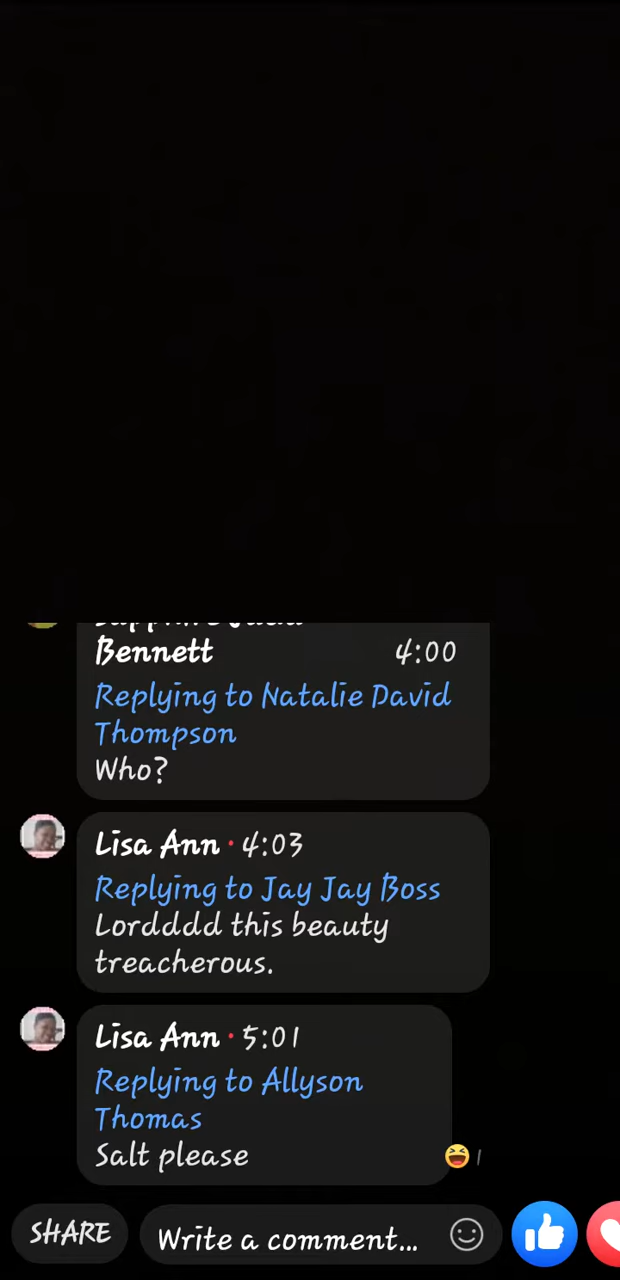 Bennett 4:00
Replying to Natalie David
Thompson
Who?
Lisa Ann · 4:03
Replying to Jay Jay Boss
Lordddd this beauty
treacherous.
Lisa Ann · 5:01
Replying to Allyson
Thomas
Salt please
1
SHARE
Write a comment...